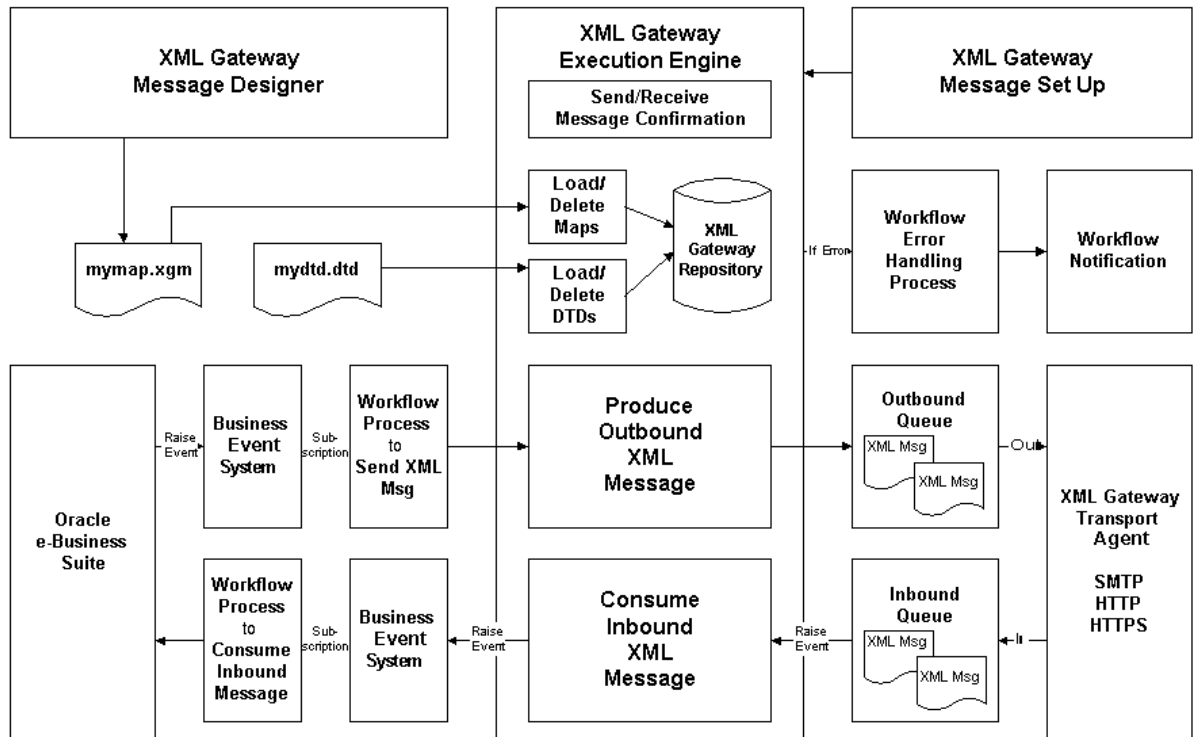 XML Gateway
Message Designer
XML Gateway
Execution Engine
Send/Receive
Message Confirmation
XML Gateway
Message Set Up
mymap.xgm
mydtd.dtd
Load/
Delete
Maps
Load/
Delete
DTDs
XML
Gateway
Repository
If Error
Workflow
Error
Handling
Process
Workflow
Notification
Oracle
e-Business
Suite
Raise
Event
Business
Event
System
Sub-
scription
Workflow
Process
to
Send XML
Msg
Produce
Outbound
XML
Message
Outbound
Queue
XML Msg
XML Msg
Out
XML Gateway
Transport
Agent
SMTP
HTTP
HTTPS
Workflow
Process
to
Consume
Inbound
Message
Sub-
scription
Business
Event
System
Raise
Event
Consume
Inbound
XML
Message
Raise
Event
Inbound
Queue
XML Msg
XML Msg
In